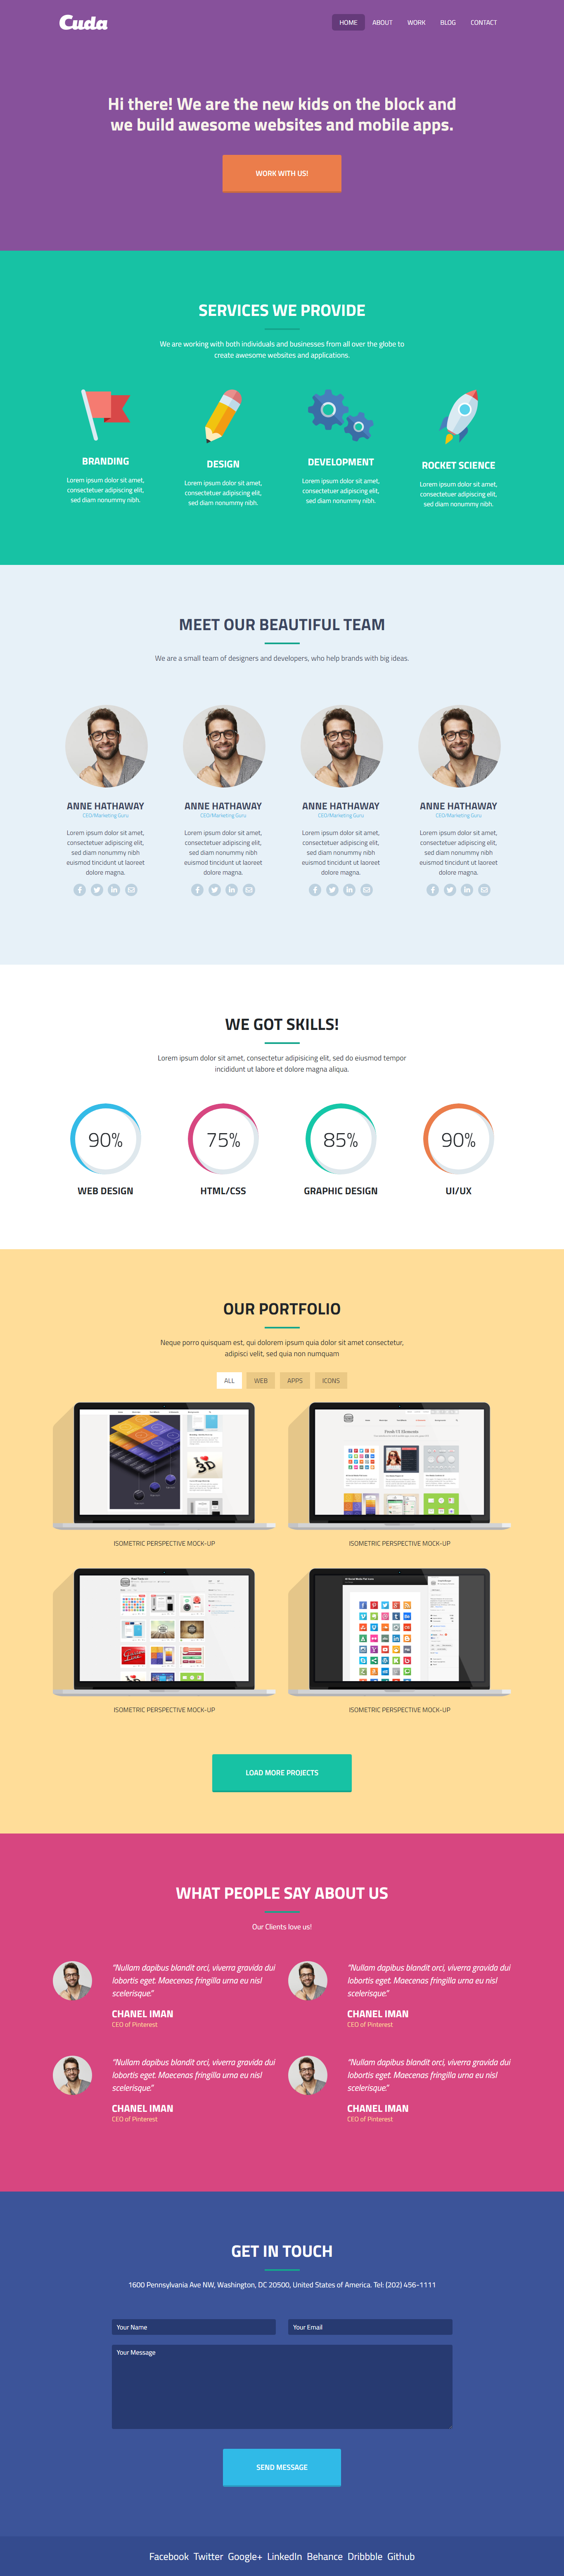 Cuda
HOME ABOUT WORK BLOG CONTACT
Hi there! We are the new kids on the block and
we build awesome websites and mobile apps.
WORK WITH US!
SERVICES WE PROVIDE
We are working with both individuals and businesses from all over the globe to
create awesome websites and applications.
BRANDING
Lorem ipsum dolor sit amet,
consectetuer adipiscing elit,
sed diam nonummy nibh.
DESIGN
Lorem ipsum dolor sit amet,
consectetuer adipiscing elit,
sed diam nonummy nibh.
DEVELOPMENT
Lorem ipsum dolor sit amet,
consectetuer adipiscing elit,
sed diam nonummy nibh.
ROCKET SCIENCE
Lorem ipsum dolor sit amet,
consectetuer adipiscing elit,
sed diam nonummy nibh.
MEET OUR BEAUTIFUL TEAM
We are a small team of designers and developers, who help brands with big ideas.
ANNE HATHAWAY
CEO/Marketing Guru
Lorem ipsum dolor sit amet,
consectetuer adipiscing elit,
sed diam nonummy nibh
euismod tincidunt ut laoreet
dolore magna.
ANNE HATHAWAY
CEO/Marketing Guru
Lorem ipsum dolor sit amet,
consectetuer adipiscing elit,
sed diam nonummy nibh
euismod tincidunt ut laoreet
dolore magna.
ANNE HATHAWAY
CEO/Marketing Guru
Lorem ipsum dolor sit amet,
consectetuer adipiscing elit,
sed diam nonummy nibh
euismod tincidunt ut laoreet
dolore magna.
ANNE HATHAWAY
CEO/Marketing Guru
Lorem ipsum dolor sit amet,
consectetuer adipiscing elit,
sed diam nonummy nibh
euismod tincidunt ut laoreet
dolore magna.
WE GOT SKILLS!
Lorem ipsum dolor sit amet, consectetur adipisicing elit, sed do eiusmod tempor
incididunt ut labore et dolore magna aliqua.
90%
WEB DESIGN
75%
HTML/CSS
85%
GRAPHIC DESIGN
90%
UI/UX
OUR PORTFOLIO
Neque porro quisquam est, qui dolorem ipsum quia dolor sit amet consectetur,
adipisci velit, sed quia non numquam
ALL WEB APPS ICONS
I
3D
ISOMETRIC PERSPECTIVE MOCK-UP
Fresh UI Elements
ISOMETRIC PERSPECTIVE MOCK-UP
ISOMETRIC PERSPECTIVE MOCK-UP
ISOMETRIC PERSPECTIVE MOCK-UP
LOAD MORE PROJECTS
WHAT PEOPLE SAY ABOUT US
Our Clients love us!
"Nullam dapibus blandit orci, viverra gravida dui
lobortis eget. Maecenas fringilla urna eu nisl
scelerisque."
CHANEL IMAN
CEO of Pinterest
"Nullam dapibus blandit orci, viverra gravida dui
lobortis eget. Maecenas fringilla urna eu nisl
scelerisque."
CHANEL IMAN
CEO of Pinterest
"Nullam dapibus blandit orci, viverra gravida dui
lobortis eget. Maecenas fringilla urna eu nisl
scelerisque."
CHANEL IMAN
CEO of Pinterest
"Nullam dapibus blandit orci, viverra gravida dui
lobortis eget. Maecenas fringilla urna eu nisl
scelerisque."
CHANEL IMAN
CEO of Pinterest
GET IN TOUCH
1600 Pennsylvania Ave NW, Washington, DC 20500, United States of America. Tel: (202) 456-1111
Your Name
Your Email
Your Message
SEND MESSAGE
Facebook Twitter Google+ LinkedIn Behance Dribbble Github